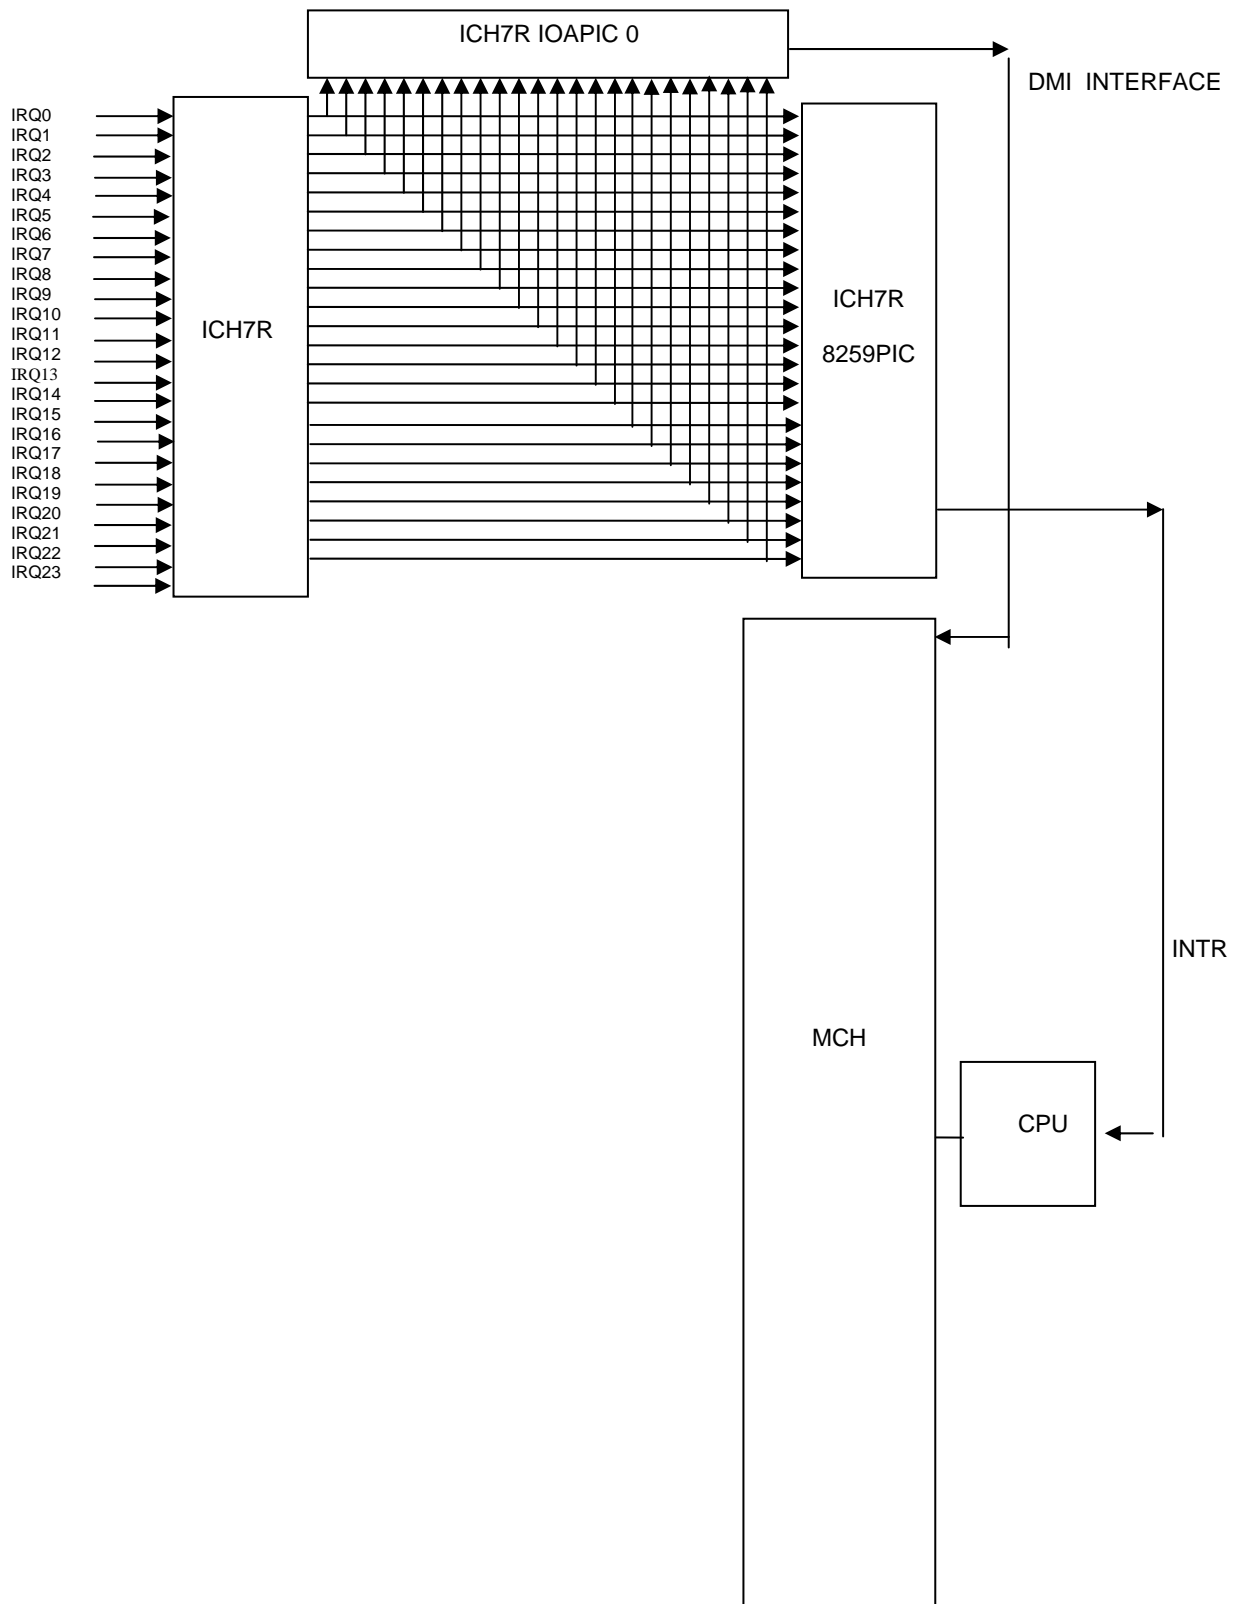 ICH7R IOAPIC 0
DMI INTERFACE
IRQ0
IRQ1
IRQ2
IRQ3
IRQ4
IRQ5
IRQ6
IRQ7
IRQ8
IRQ9
IRQ10
IRQ11
IRQ12
IRQ13
IRQ14
IRQ15
IRQ16
IRQ17
IRQ18
IRQ19
IRQ20
IRQ21
IRQ22
IRQ23
ICH7R
ICH7R
8259PIC
INTR
MCH
CPU